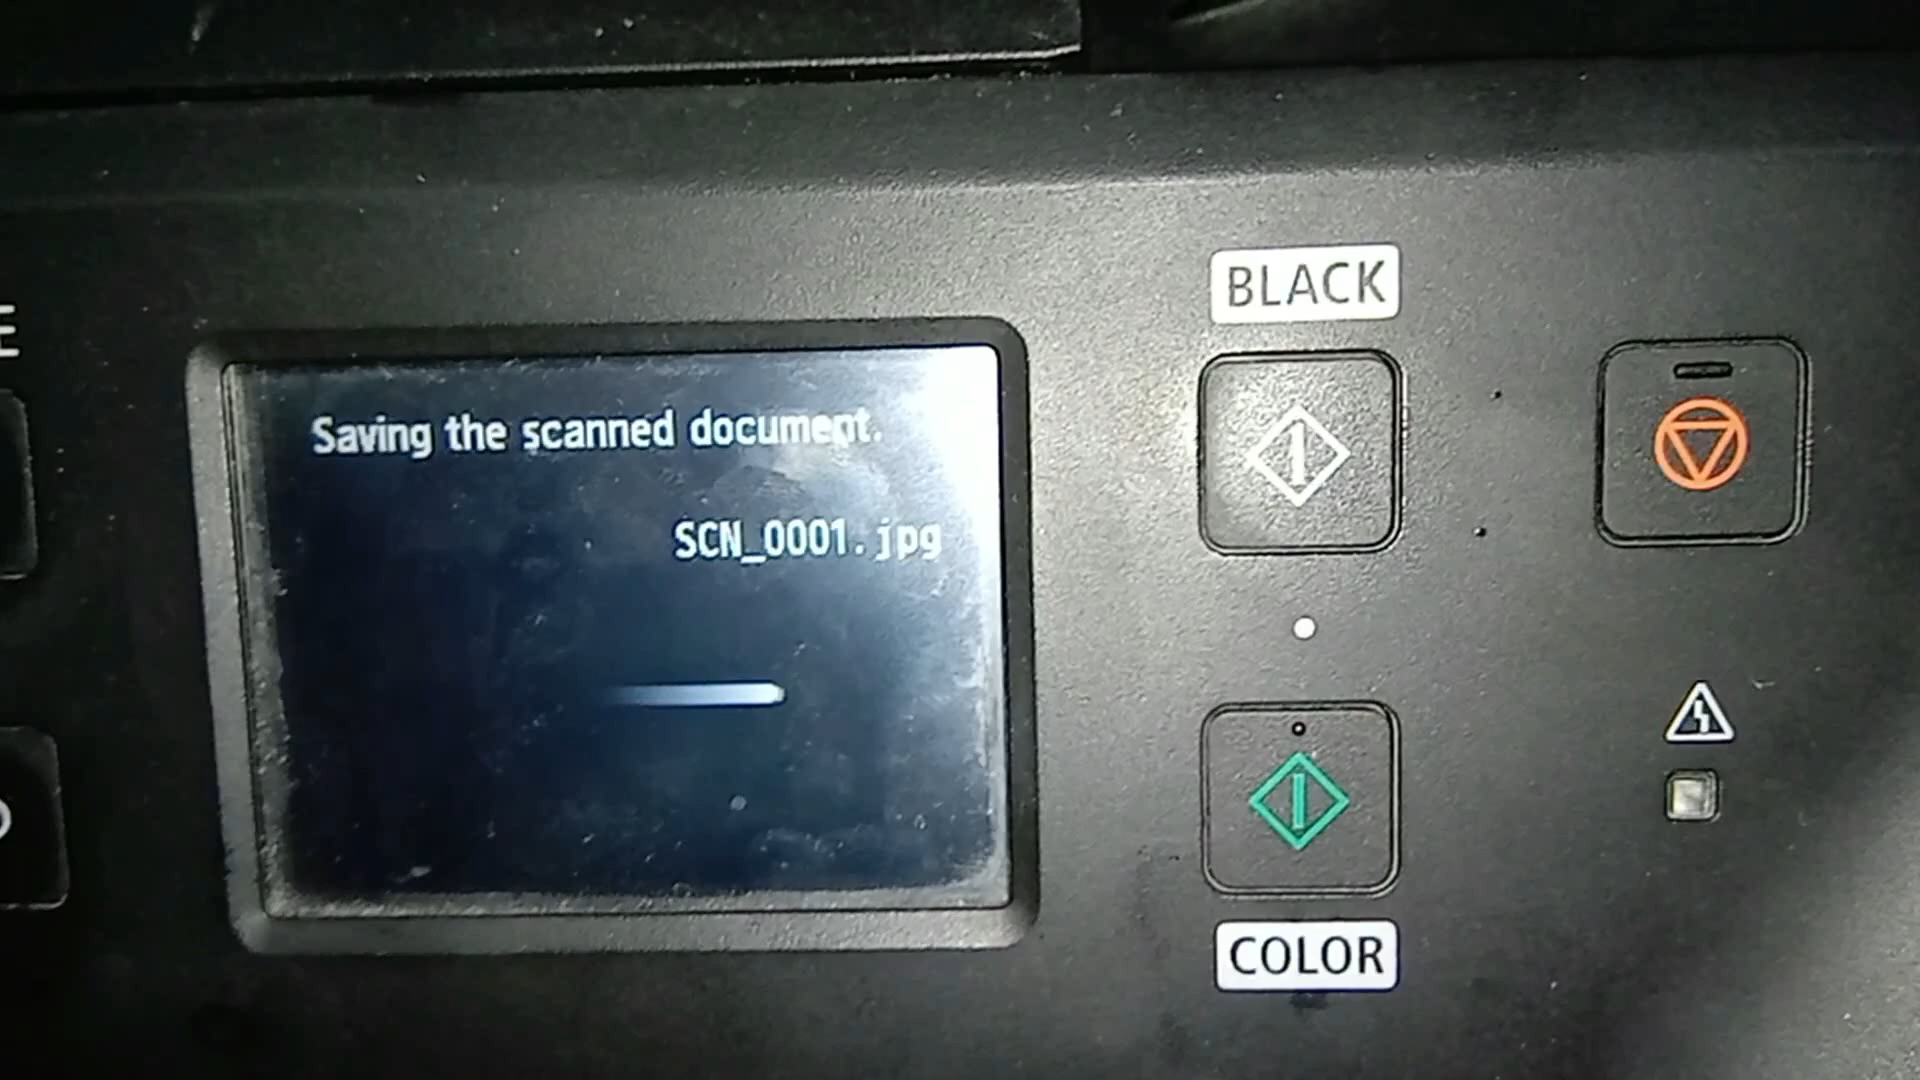 BLACK
Saving the scanned document.
SCN_0001.jpg
COLOR